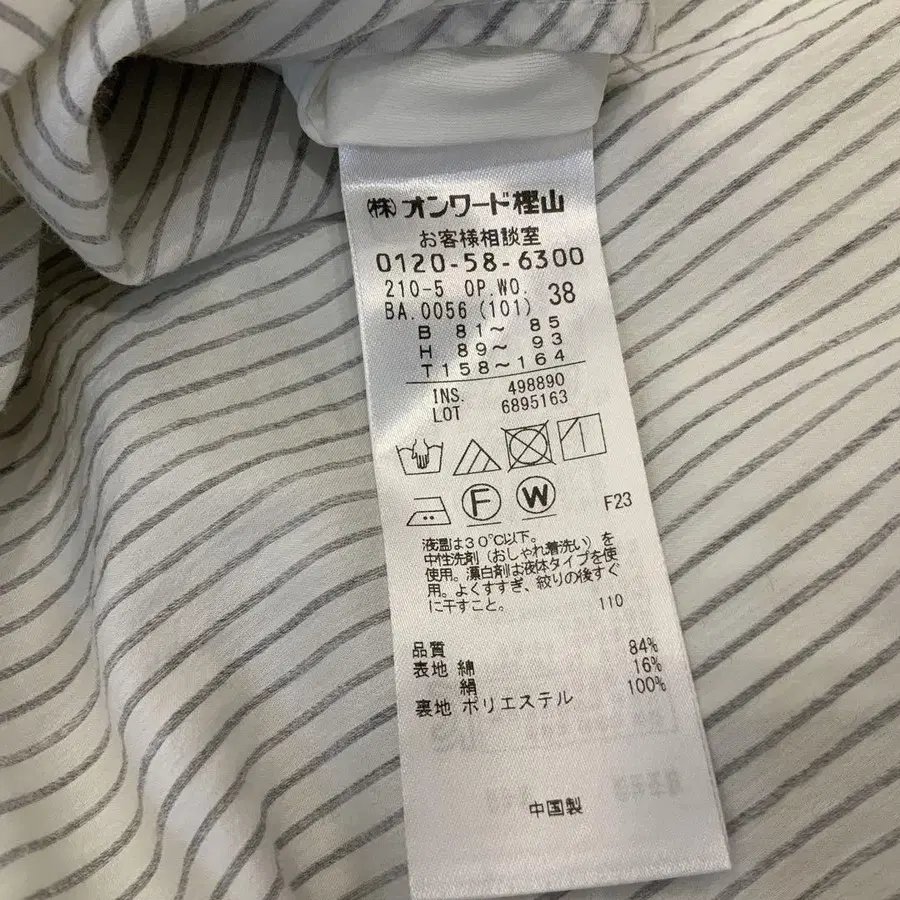 (株)オンワード樫山
お客様相談室
0120-58-6300
210-5 OP.WO.
BA.0056(101) 38
B 81〜 85
H 89〜 93
T158〜164
INS. 498890
LOT 6895163
F W F23
液温は30℃以下。
中性洗剤(おしゃれ着洗い)を
使用。漂白剤は液体タイプを使
用。よくすすぎ、絞りの後すぐ
に干すこと。 110
品質
表地 綿 84%
絹 16%
裏地 ポリエステル 100%
中国製